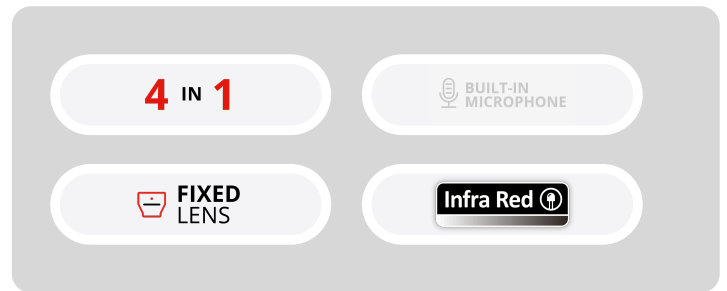 4 IN 1
BUILT-IN
MICROPHONE
FIXED
LENS
Infra Red